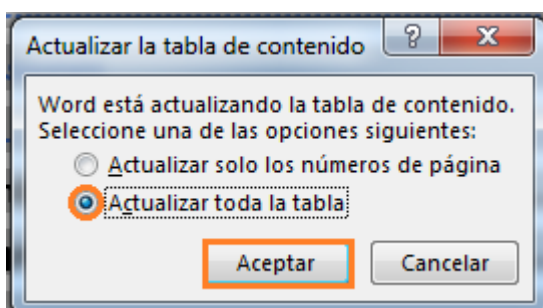 Actualizar la tabla de contenido
Word está actualizando la tabla de contenido.
Seleccione una de las opciones siguientes:
Actualizar solo los números de página
Actualizar toda la tabla
Aceptar Cancelar